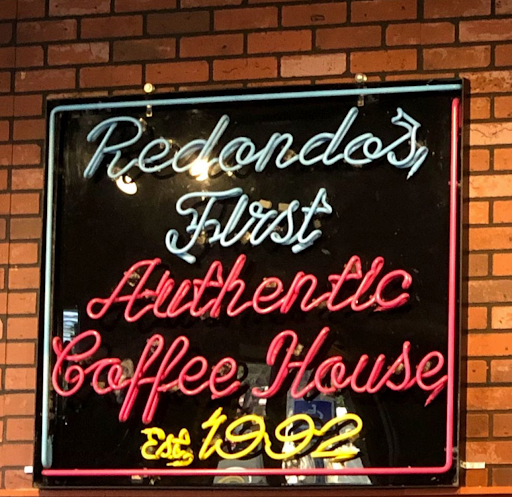 Redondo's
First
Authentic
Coffee House
Est. 1992